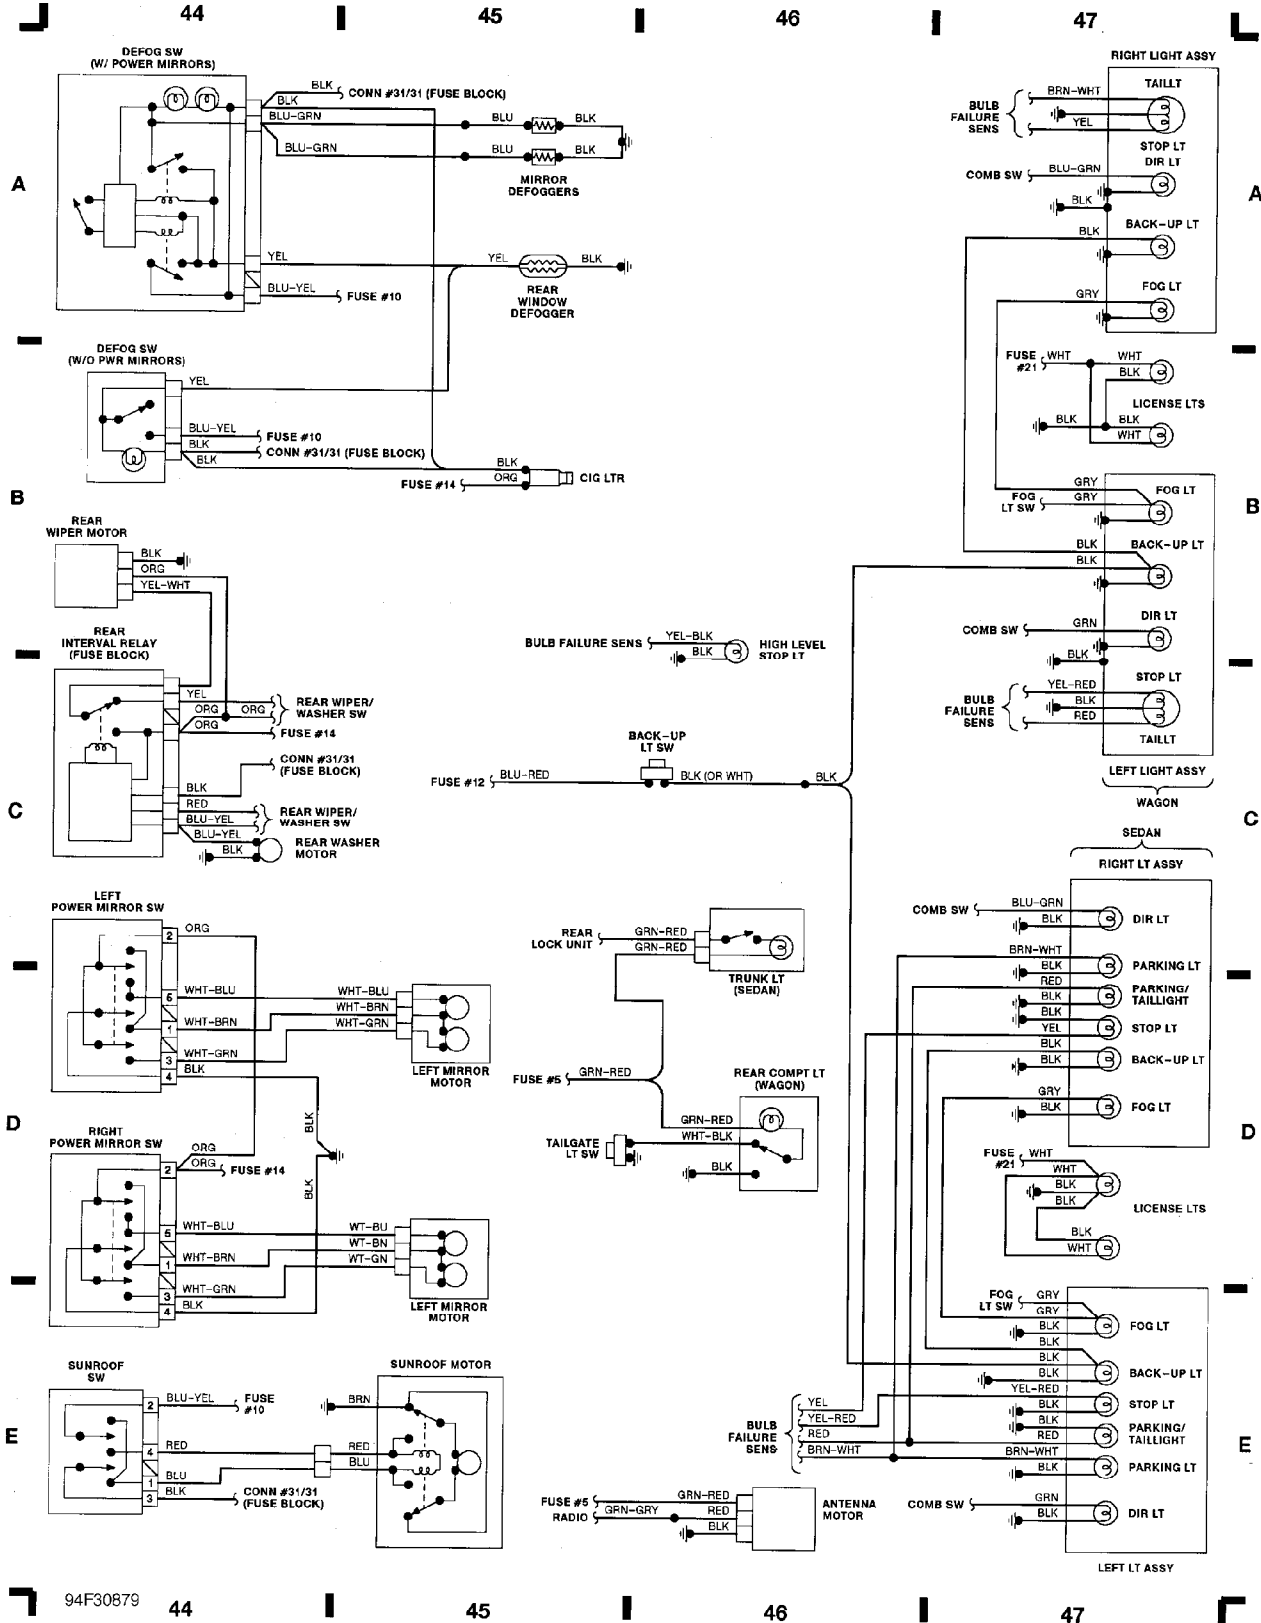 44
45
46
47
DEFOG SW
(W/ POWER MIRRORS)
BLK
CONN #31/31 (FUSE BLOCK)
BLK
BLU-GRN
BLU
BLK
BLU-GRN
BLU
BLK
MIRROR
DEFOGGERS
A
YEL
YEL
BLK
BLU-YEL
FUSE #10
REAR
WINDOW
DEFOGGER
RIGHT LIGHT ASSY
TAILLT
BRN-WHT
BULB
FAILURE
SENS
YEL
STOP LT
DIR LT
COMB SW
BLU-GRN
BLK
A
BACK-UP LT
BLK
FOG LT
GRY
DEFOG SW
(W/O PWR MIRRORS)
YEL
BLU-YEL
FUSE #10
BLK
CONN #31/31 (FUSE BLOCK)
BLK
BLK
ORG
FUSE #14
CIG LTR
FUSE
#21
WHT
WHT
BLK
LICENSE LTS
BLK
BLK
WHT
B
GRY
FOG LT
FOG
LT SW
GRY
B
BLK
BACK-UP LT
BLK
DIR LT
COMB SW
GRN
BLK
STOP LT
YEL-RED
BULB
FAILURE
SENS
BLK
RED
TAILLT
LEFT LIGHT ASSY
WAGON
REAR
WIPER MOTOR
BLK
ORG
YEL-WHT
REAR
INTERVAL RELAY
(FUSE BLOCK)
YEL
ORG
ORG
REAR WIPER/
WASHER SW
ORG
FUSE #14
CONN #31/31
(FUSE BLOCK)
BLK
RED
BLU-YEL
REAR WIPER/
WASHER SW
BLU-YEL
BLK
REAR WASHER
MOTOR
C
BULB FAILURE SENS
YEL-BLK
BLK
HIGH LEVEL
STOP LT
BACK-UP
LT SW
FUSE #12
BLU-RED
BLK (OR WHT)
BLK
C
SEDAN
RIGHT LT ASSY
COMB SW
BLU-GRN
BLK
DIR LT
BRN-WHT
BLK
PARKING LT
RED
BLK
PARKING/
TAILLIGHT
BLK
YEL
STOP LT
BLK
BLK
BACK-UP LT
GRY
BLK
FOG LT
D
FUSE
#21
WHT
WHT
BLK
BLK
LICENSE LTS
BLK
WHT
LEFT
POWER MIRROR SW
2
ORG
5
WHT-BLU
WHT-BLU
1
WHT-BRN
WHT-BRN
WHT-GRN
3
WHT-GRN
4
BLK
LEFT MIRROR
MOTOR
D
BLK
BLK
RIGHT
POWER MIRROR SW
ORG
2
ORG
FUSE #14
5
WHT-BLU
WT-BU
1
WHT-BRN
WT-BN
WT-GN
3
WHT-GRN
4
BLK
LEFT MIRROR
MOTOR
REAR
LOCK UNIT
GRN-RED
GRN-RED
TRUNK LT
(SEDAN)
FUSE #5
GRN-RED
REAR COMPT LT
(WAGON)
GRN-RED
WHT-BLK
TAILGATE
LT SW
BLK
FOG
LT SW
GRY
GRY
BLK
FOG LT
BLK
BLK
BLK
BACK-UP LT
YEL-RED
BLK
STOP LT
BLK
RED
PARKING/
TAILLIGHT
BRN-WHT
BLK
PARKING LT
COMB SW
GRN
BLK
DIR LT
LEFT LT ASSY
E
SUNROOF
SW
2
BLU-YEL
FUSE
#10
4
RED
1
BLU
3
BLK
CONN #31/31
(FUSE BLOCK)
E
SUNROOF MOTOR
BRN
RED
BLU
BULB
FAILURE
SENS
YEL
YEL-RED
RED
BRN-WHT
FUSE #5
GRN-RED
RADIO
GRN-GRY
RED
BLK
ANTENNA
MOTOR
94F30879
44
45
46
47